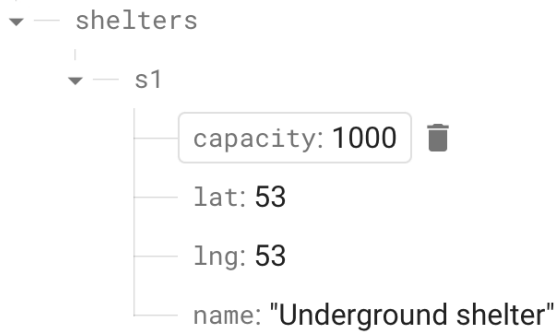 shelters
s1
capacity: 1000
lat: 53
lng: 53
name: "Underground shelter"